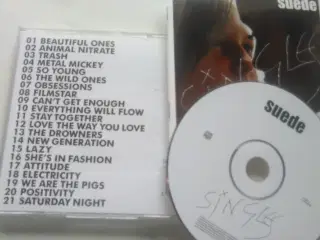 01 BEAUTIFUL ONES
02 ANIMAL NITRATE
03 TRASH
04 METAL MICKEY
05 SO YOUNG
06 THE WILD ONES
07 OBSESSIONS
08 FILMSTAR
09 CAN'T GET ENOUGH
10 EVERYTHING WILL FLOW
11 STAY TOGETHER
12 LOVE THE WAY YOU LOVE
13 THE DROWNERS
14 NEW GENERATION
15 LAZY
16 SHE'S IN FASHION
17 ATTITUDE
18 ELECTRICITY
19 WE ARE THE PIGS
20 POSITIVITY
21 SATURDAY NIGHT
suede
SINGLES
suede
SINGLES